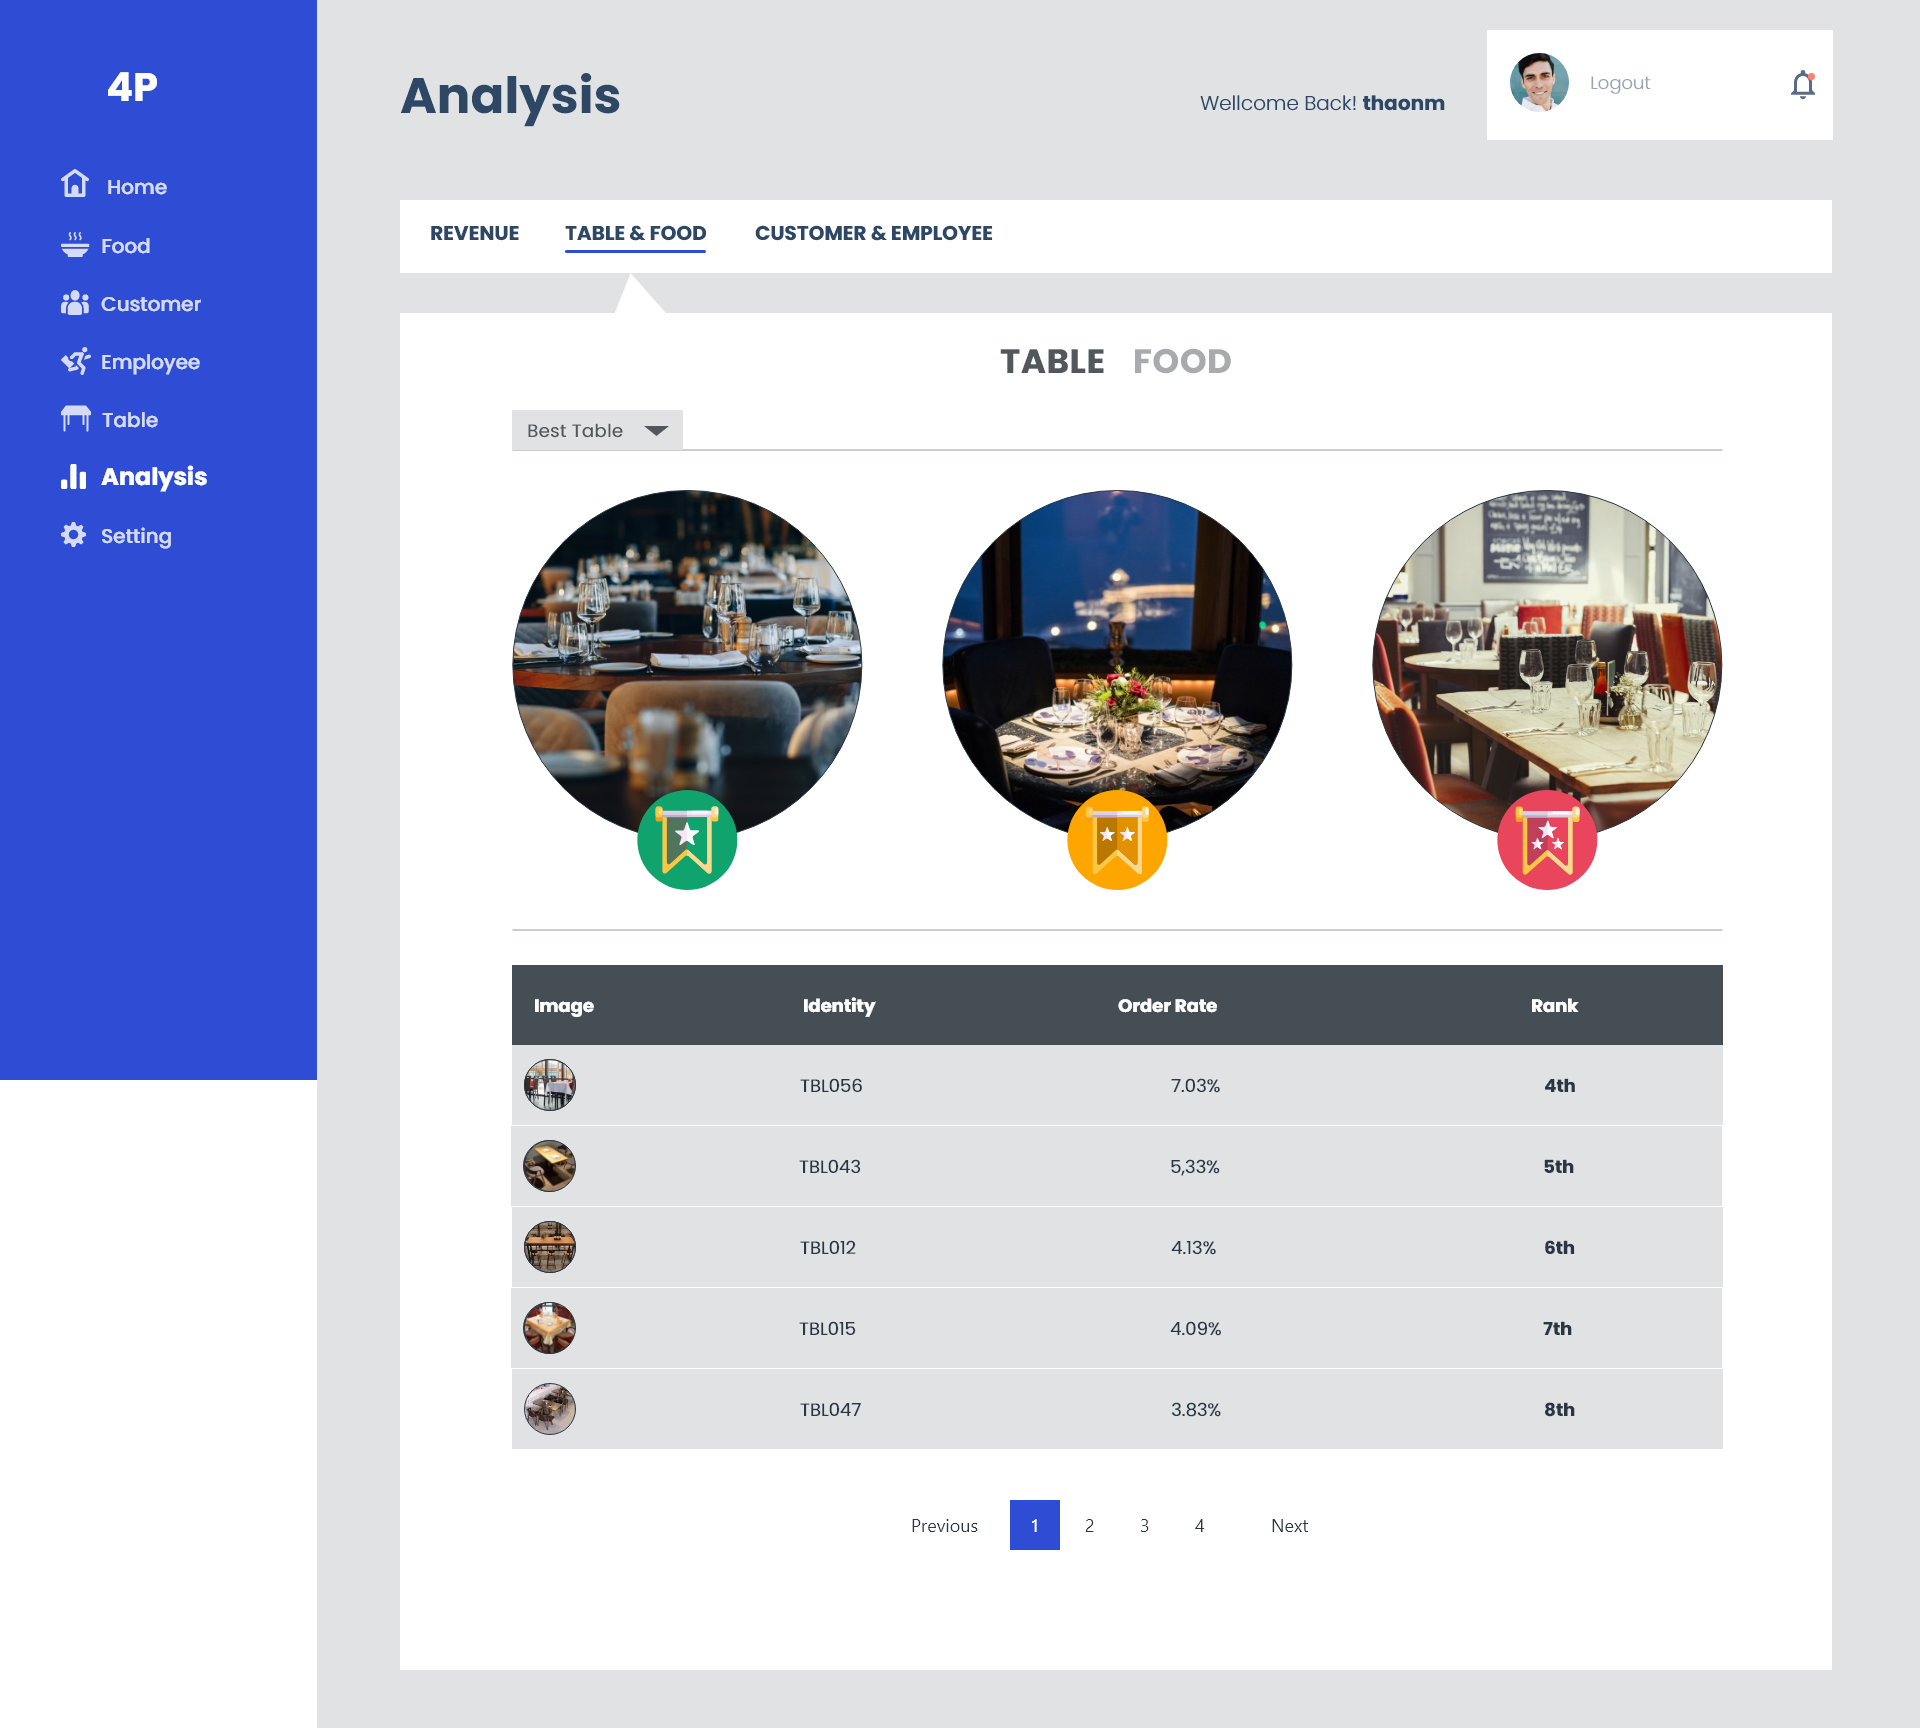 4P
Home
Food
Customer
Employee
Table
Analysis
Setting
Analysis
Wellcome Back! thaonm
Logout
REVENUE TABLE & FOOD CUSTOMER & EMPLOYEE
TABLE FOOD
Best Table
Image Identity Order Rate Rank
TBL056 7.03% 4th
TBL043 5,33% 5th
TBL012 4.13% 6th
TBL015 4.09% 7th
TBL047 3.83% 8th
Previous 1 2 3 4 Next